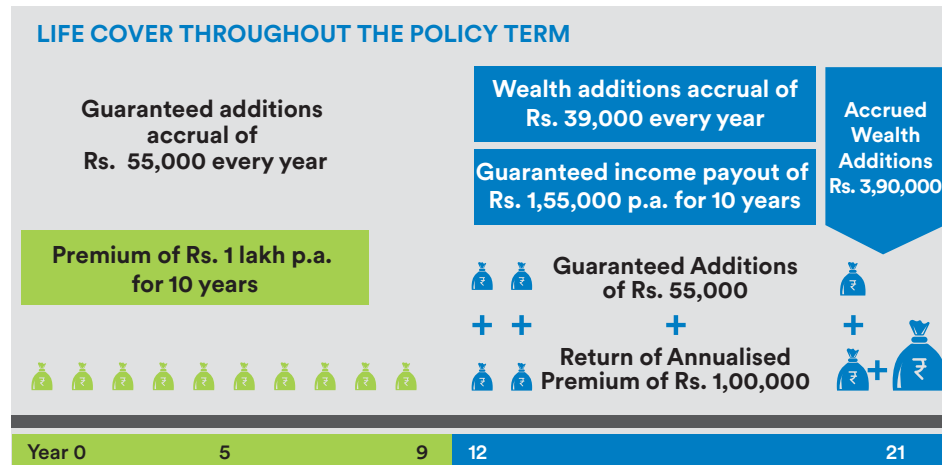 LIFE COVER THROUGHOUT THE POLICY TERM
Guaranteed additions
accrual of
Rs. 55,000 every year
Premium of Rs. 1 lakh p.a.
for 10 years
Wealth additions accrual of
Rs. 39,000 every year
Guaranteed income payout of
Rs. 1,55,000 p.a. for 10 years
Accrued
Wealth
Additions
Rs. 3,90,000
Guaranteed Additions
of Rs. 55,000
+ + + +
Return of Annualised
Premium of Rs. 1,00,000
+
₹ ₹ ₹ ₹ ₹ ₹ ₹ ₹ ₹ ₹
Year 0 5 9 12 21